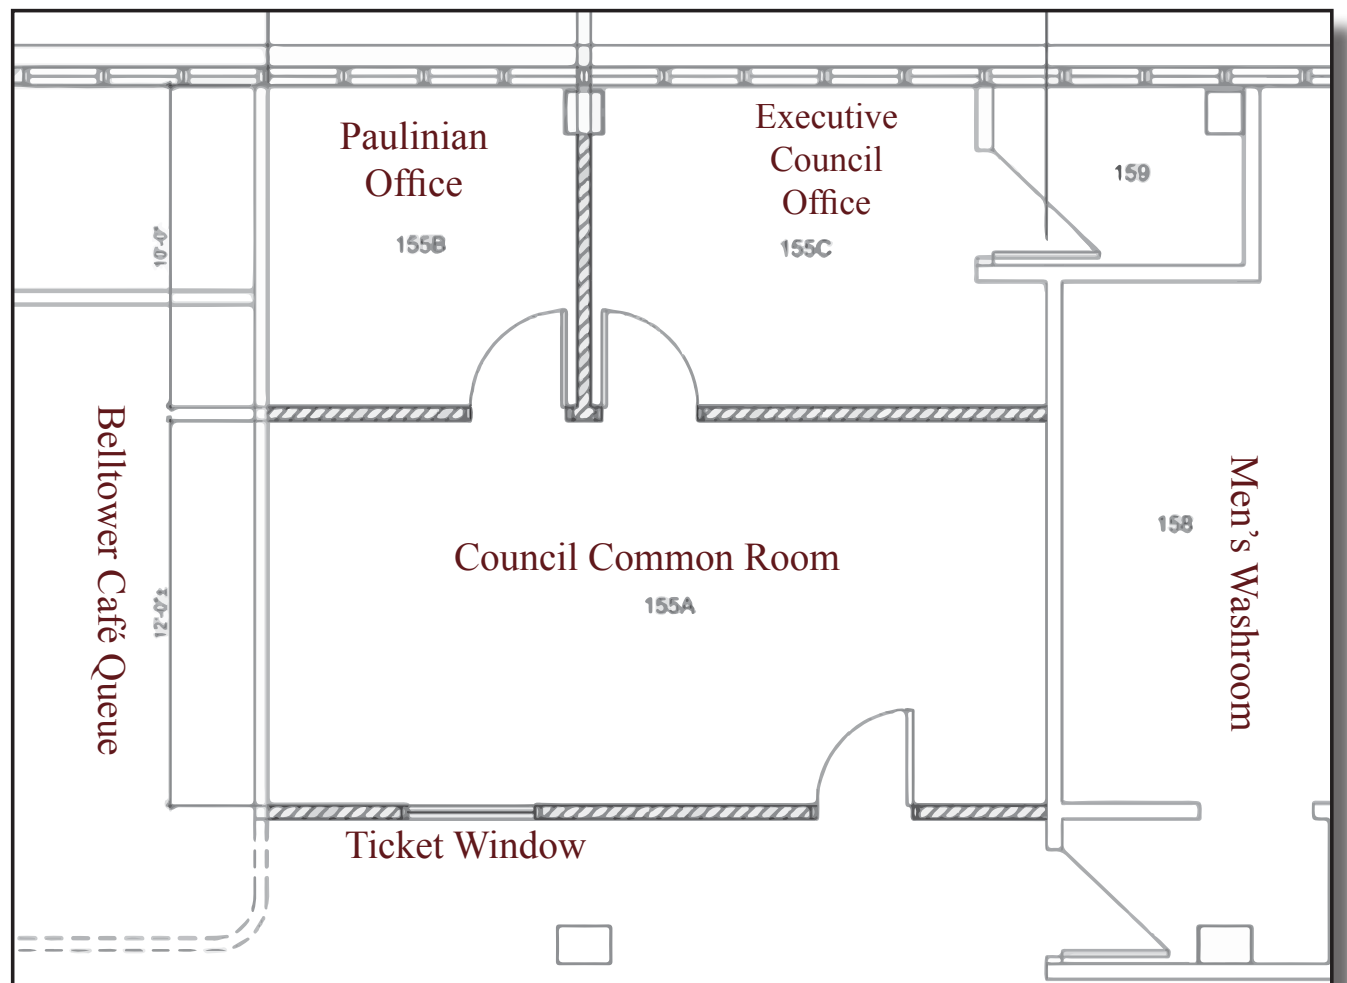 Paulinian
Office
155B
Executive
Council
Office
155C
159
10'-0"
Belltower Café Queue
12'-0"±
Council Common Room
155A
158
Men's Washroom
Ticket Window